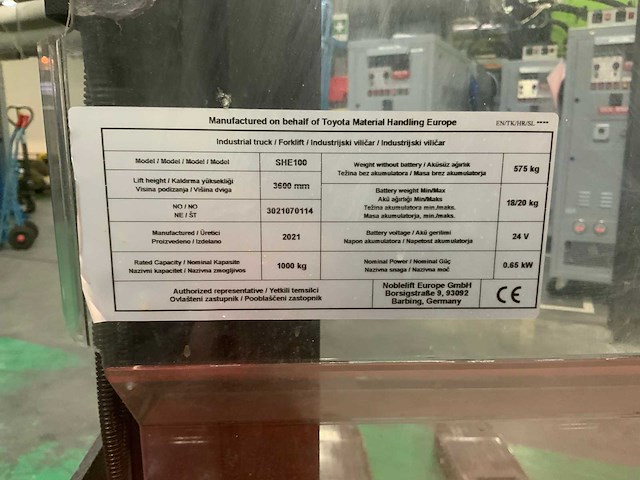 Manufactured on behalf of Toyota Material Handling Europe
EN/TK/HR/SL ****
Industrial truck / Forklift / Industrijski viličar / Industrijski viličar
Model / Model / Model / Model
SHE100
Lift height / Kaldırma yüksekliği
Visina podizanja / Višina dviga
3600 mm
NO / NO
NE / ŠT
3021070114
Manufactured / Üretici
Proizvedeno / Izdelano
2021
Rated Capacity / Nominal Kapasite
Nazivni kapacitet / Nazivna zmogljivos
1000 kg
Weight without battery / Aküsüz ağırlık
Težina bez akumulatora / Masa brez akumulatorja
575 kg
Battery weight Min/Max
Akü ağırlığı Min/Maks
Težina akumulatora min./maks.
Masa akumulatorja, min./maks.
18/20 kg
Battery voltage / Akü gerilimi
Napon akumulatora / Napetost akumulatorja
24 V
Nominal Power / Nominal Güç
Nazivna snaga / Nazivna moč
0.65 kW
Authorized representative / Yetkili temsilci
Ovlašteni zastupnik / Pooblaščeni zastopnik
Noblelift Europe GmbH
Borsigstraße 9, 93092
Barbing, Germany
CE